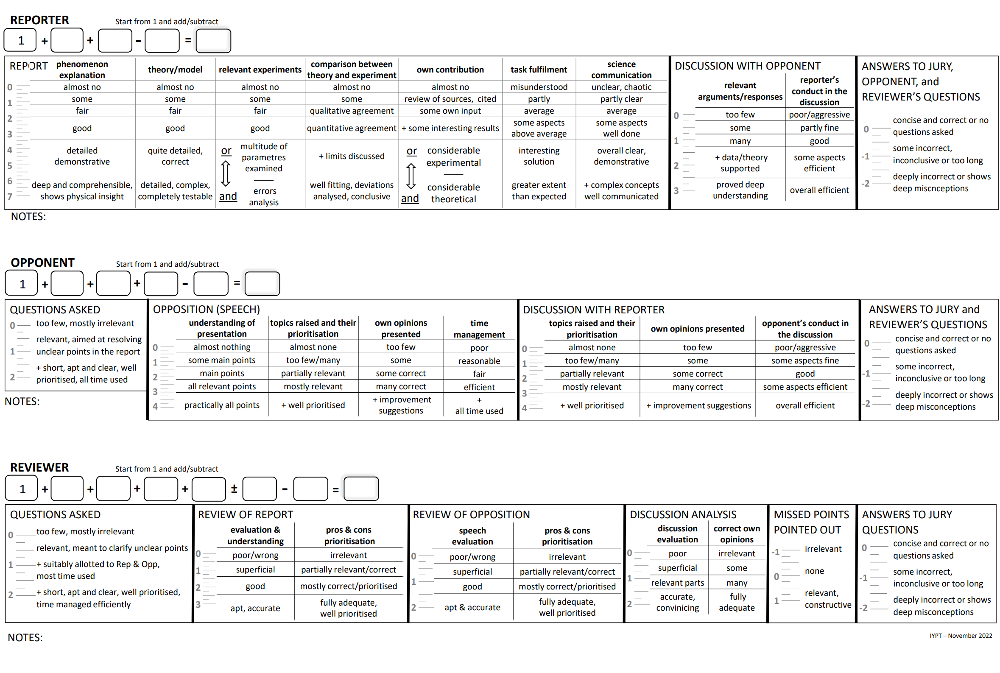 REPORTER Start from 1 and add/subtract
1 + + - =
REPORT
phenomenon explanation | theory/model | relevant experiments | comparison between theory and experiment | own contribution | task fulfilment | science communication
0 almost no | almost no | almost no | almost no | almost no | misunderstood | unclear, chaotic
1 some | some | some | some | review of sources, cited | partly | partly clear
fair | fair | fair | qualitative agreement | some own input | average | average
2
3 good | good | good | quantitative agreement | + some interesting results | some aspects above average | some aspects well done
4
5 detailed demonstrative | quite detailed, correct | or multitude of parametres examined | + limits discussed | or considerable experimental | interesting solution | overall clear, demonstrative
6
7 deep and comprehensible, shows physical insight | detailed, complex, completely testable | and errors analysis | well fitting, deviations analysed, conclusive | and considerable theoretical | greater extent than expected | + complex concepts well communicated
DISCUSSION WITH OPPONENT
relevant arguments/responses | reporter’s conduct in the discussion
0 too few | poor/aggressive
some | partly fine
1 many | good
2 + data/theory supported | some aspects efficient
3 proved deep understanding | overall efficient
ANSWERS TO JURY,
OPPONENT, and
REVIEWER’S QUESTIONS
0 concise and correct or no
questions asked
-1 some incorrect,
inconclusive or too long
-2 deeply incorrect or shows
deep miscnceptions
NOTES:
OPPONENT Start from 1 and add/subtract
1 + + + - =
QUESTIONS ASKED
0 too few, mostly irrelevant
relevant, aimed at resolving
1 unclear points in the report
+ short, apt and clear, well
2 prioritised, all time used
NOTES:
OPPOSITION (SPEECH)
understanding of presentation | topics raised and their prioritisation | own opinions presented | time management
0 almost nothing | almost none | too few | poor
1 some main points | too few/many | some | reasonable
2 main points | partially relevant | some correct | fair
3 all relevant points | mostly relevant | many correct | efficient
4 practically all points | + well prioritised | + improvement suggestions | + all time used
DISCUSSION WITH REPORTER
topics raised and their prioritisation | own opinions presented | opponent’s conduct in the discussion
0 almost none | too few | poor/aggressive
1 too few/many | some | some aspects fine
2 partially relevant | some correct | good
3 mostly relevant | many correct | some aspects efficient
4 + well prioritised | + improvement suggestions | overall efficient
ANSWERS TO JURY and
REVIEWER’S QUESTIONS
0 concise and correct or no
questions asked
-1 some incorrect,
inconclusive or too long
-2 deeply incorrect or shows
deep misconceptions
REVIEWER Start from 1 and add/subtract
1 + + + + ± - =
QUESTIONS ASKED
0 too few, mostly irrelevant
relevant, meant to clarify unclear points
1 + suitably allotted to Rep & Opp,
most time used
2 + short, apt and clear, well prioritised,
time managed efficiently
REVIEW OF REPORT
evaluation & understanding | pros & cons prioritisation
0 poor/wrong | irrelevant
1 superficial | partially relevant/correct
2 good | mostly correct/prioritised
3 apt, accurate | fully adequate, well prioritised
REVIEW OF OPPOSITION
speech evaluation | pros & cons prioritisation
0 poor/wrong | irrelevant
superficial | partially relevant/correct
1 good | mostly correct/prioritised
2 apt & accurate | fully adequate, well prioritised
DISCUSSION ANALYSIS
discussion evaluation | correct own opinions
0 poor | irrelevant
superficial | some
1 relevant parts | many
2 accurate, convinicing | fully adequate
MISSED POINTS
POINTED OUT
-1 irrelevant
0 none
relevant,
1 constructive
ANSWERS TO JURY
QUESTIONS
0 concise and correct or no
questions asked
-1 some incorrect,
inconclusive or too long
-2 deeply incorrect or shows
deep misconceptions
NOTES:
IYPT – November 2022